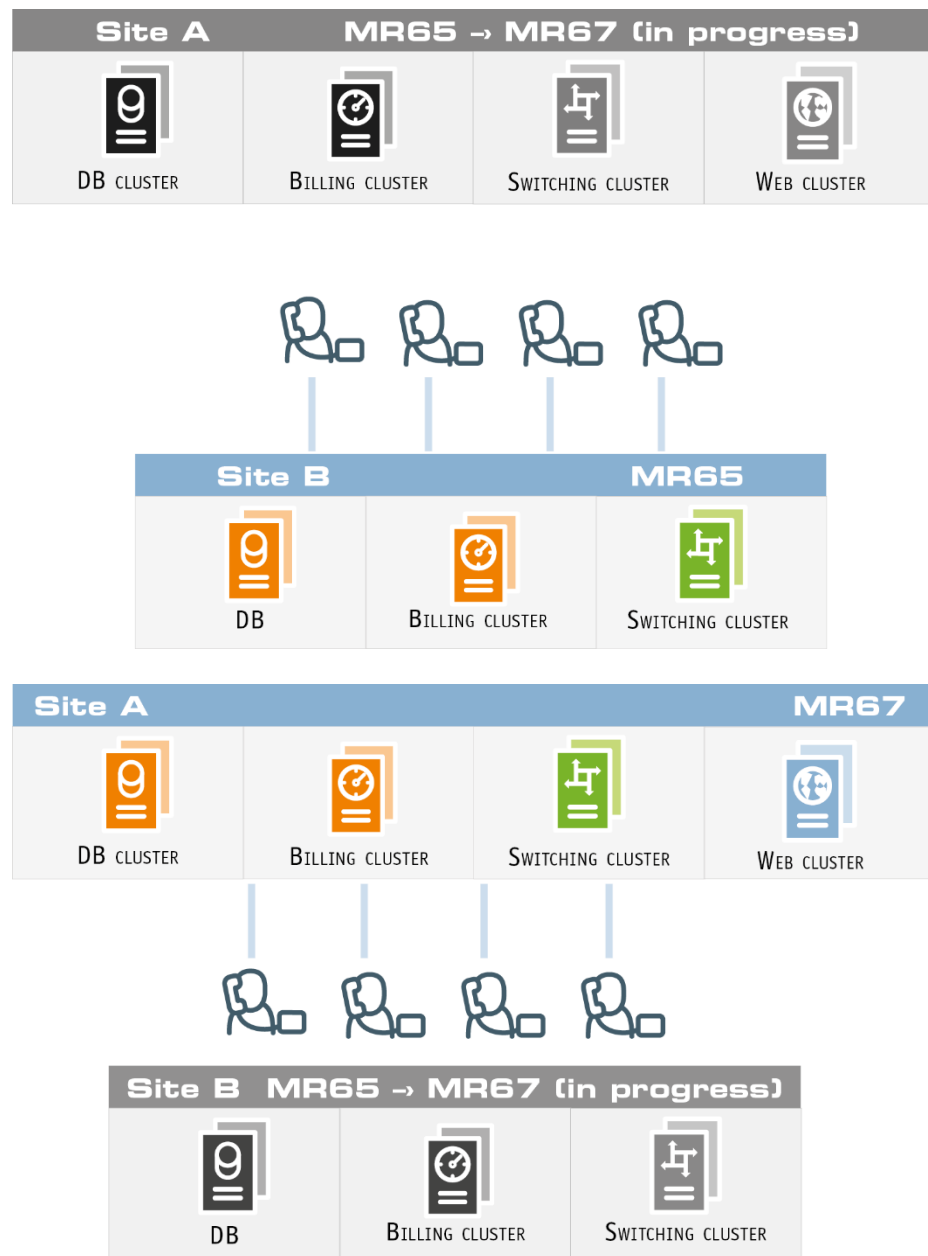 Site A MR65 → MR67 (in progress)
DB CLUSTER BILLING CLUSTER SWITCHING CLUSTER WEB CLUSTER
Site B MR65
DB BILLING CLUSTER SWITCHING CLUSTER
Site A MR67
DB CLUSTER BILLING CLUSTER SWITCHING CLUSTER WEB CLUSTER
Site B MR65 → MR67 (in progress)
DB BILLING CLUSTER SWITCHING CLUSTER